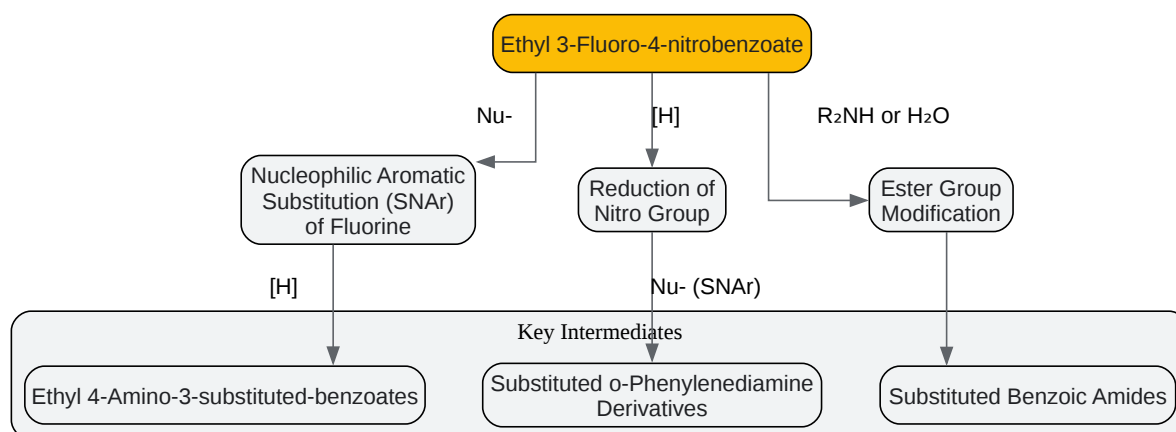 Ethyl 3-Fluoro-4-nitrobenzoate
Nu-
[H]
R₂NH or H₂O
Nucleophilic Aromatic
Substitution (SNAr)
of Fluorine
Reduction of
Nitro Group
Ester Group
Modification
[H]
Nu- (SNAr)
Key Intermediates
Ethyl 4-Amino-3-substituted-benzoates
Substituted o-Phenylenediamine
Derivatives
Substituted Benzoic Amides